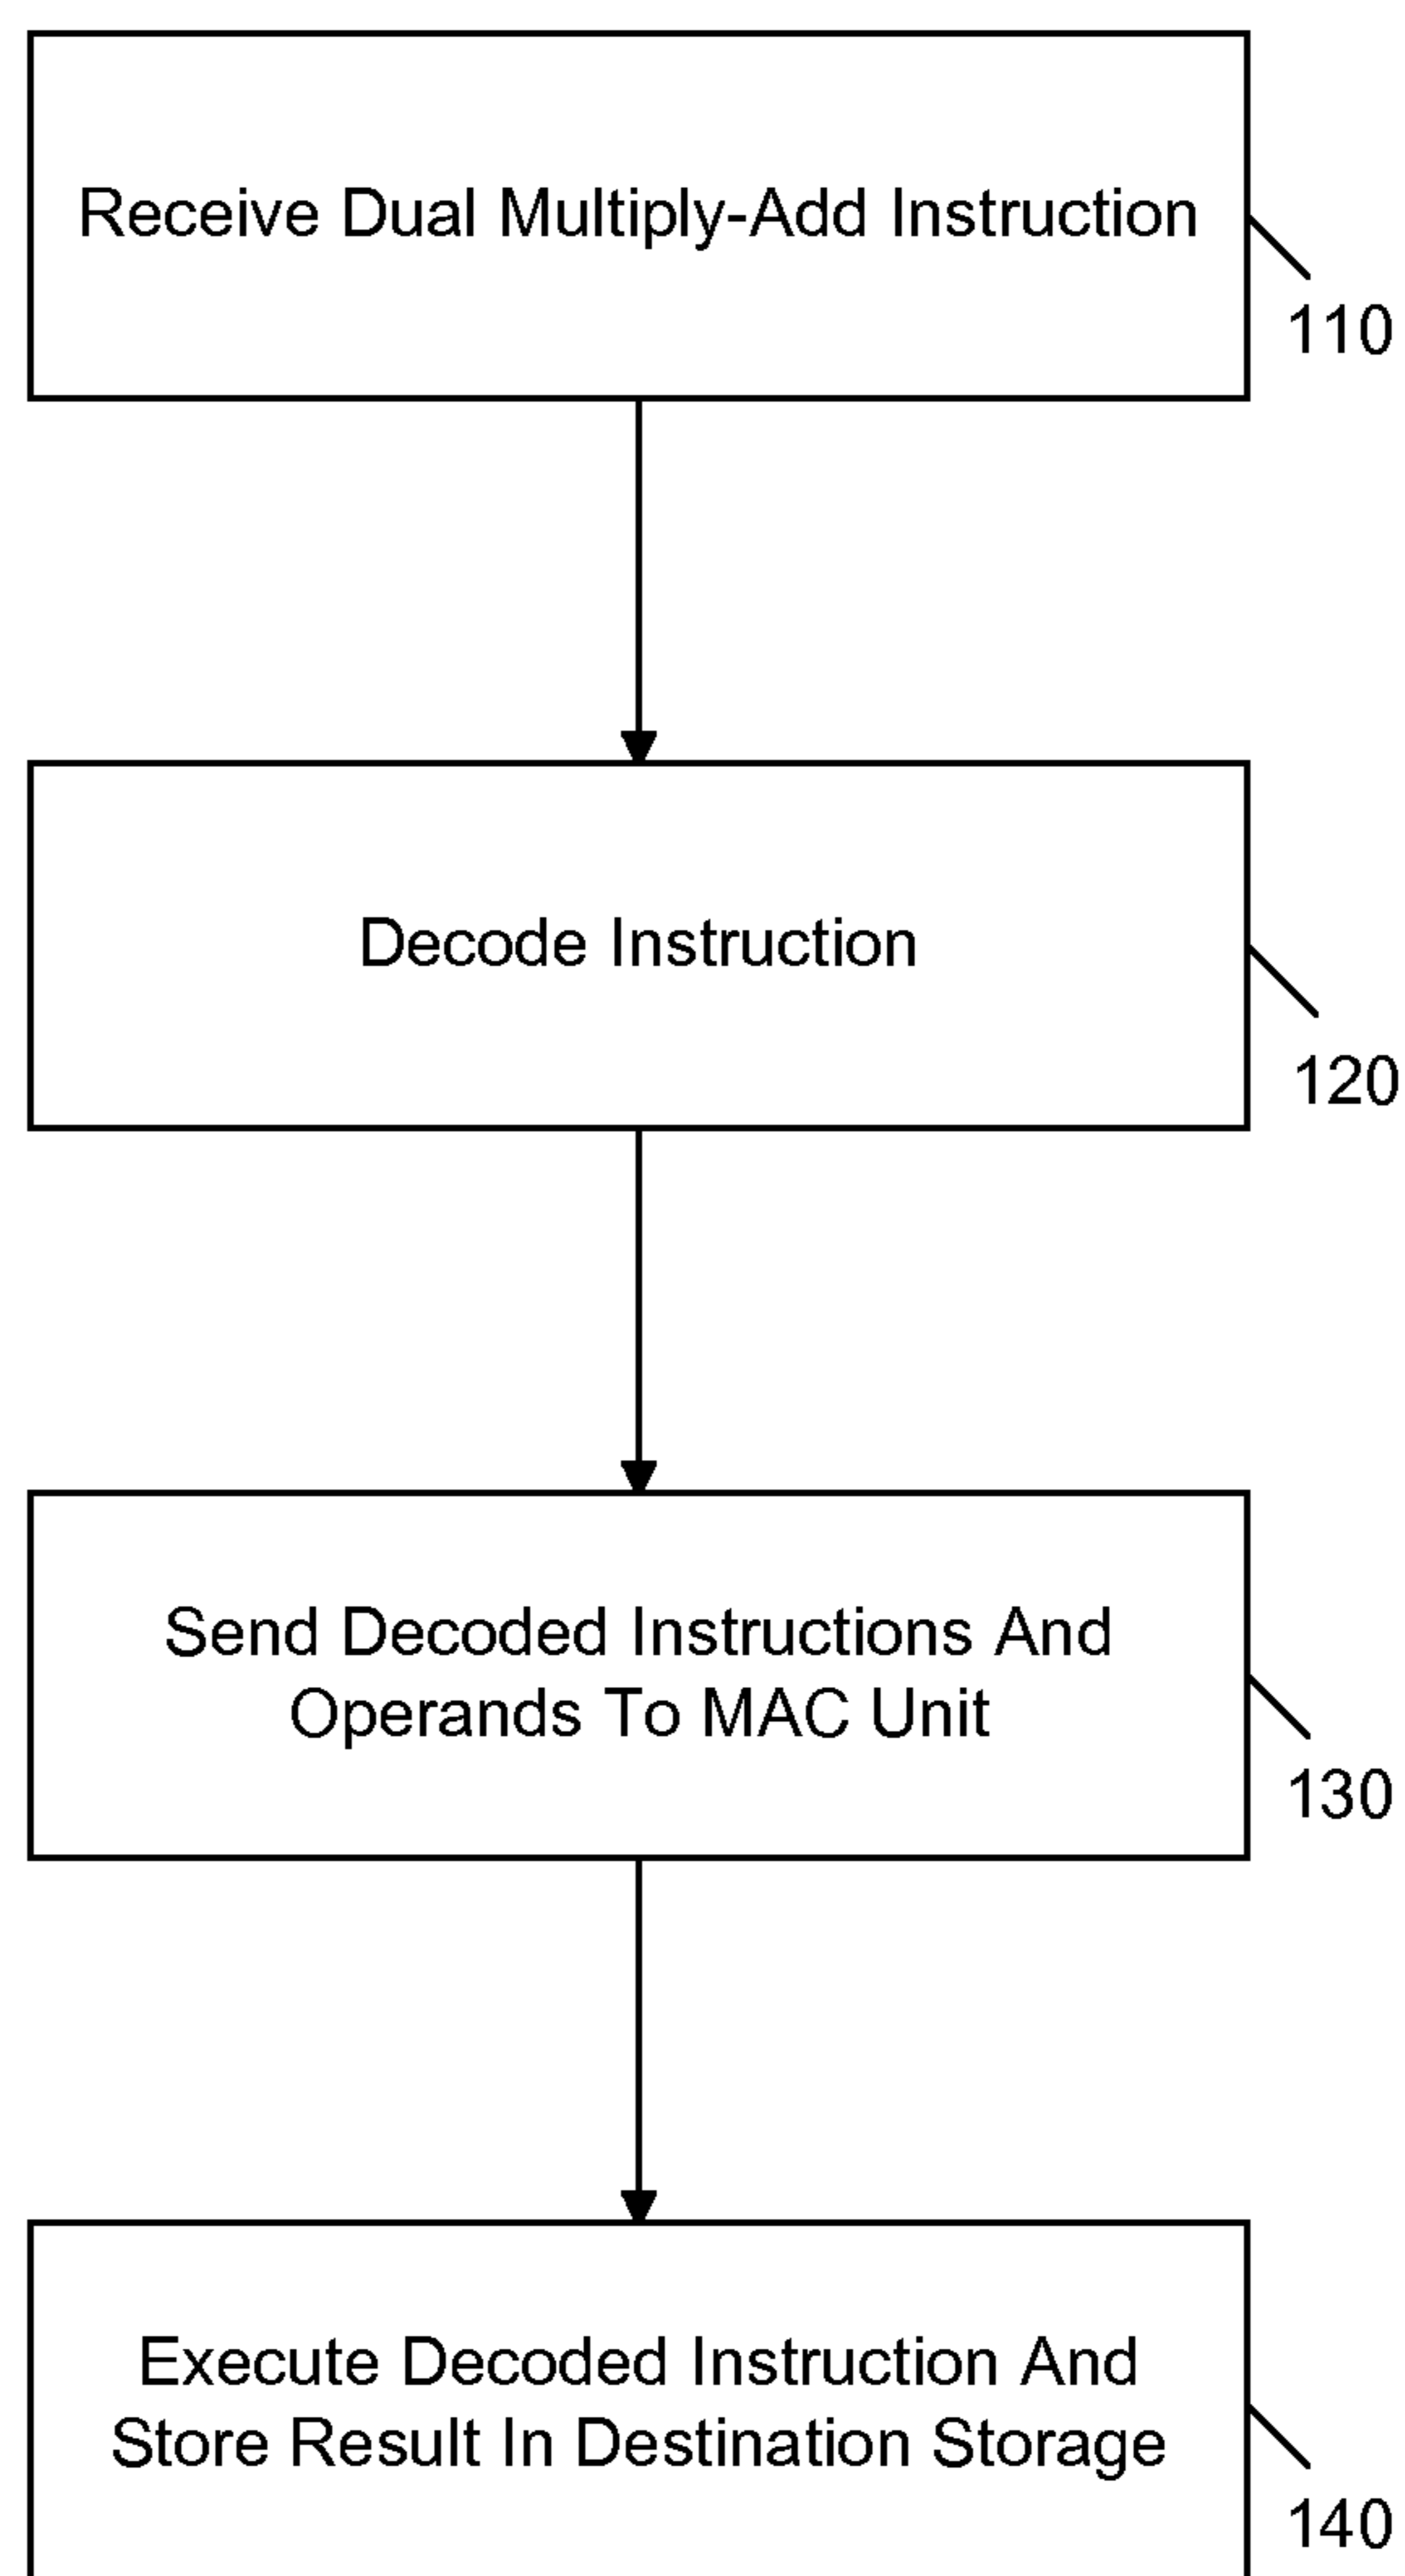 Receive Dual Multiply-Add Instruction
110
Decode Instruction
120
Send Decoded Instructions And
Operands To MAC Unit
130
Execute Decoded Instruction And
Store Result In Destination Storage
140